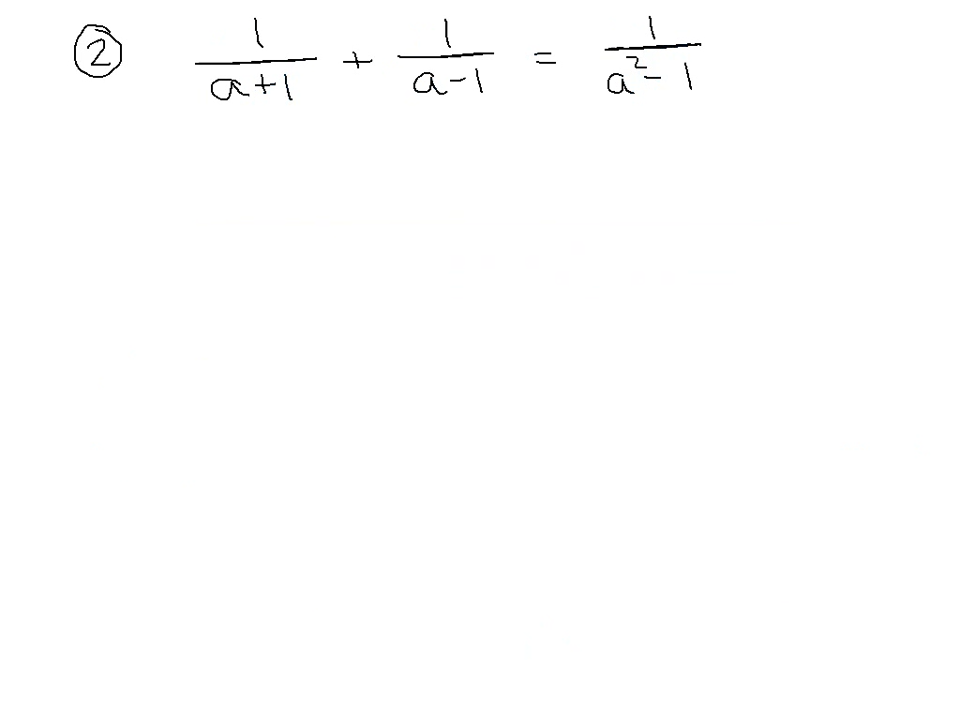 ② 1/(a+1) + 1/(a-1) = 1/(a²-1)